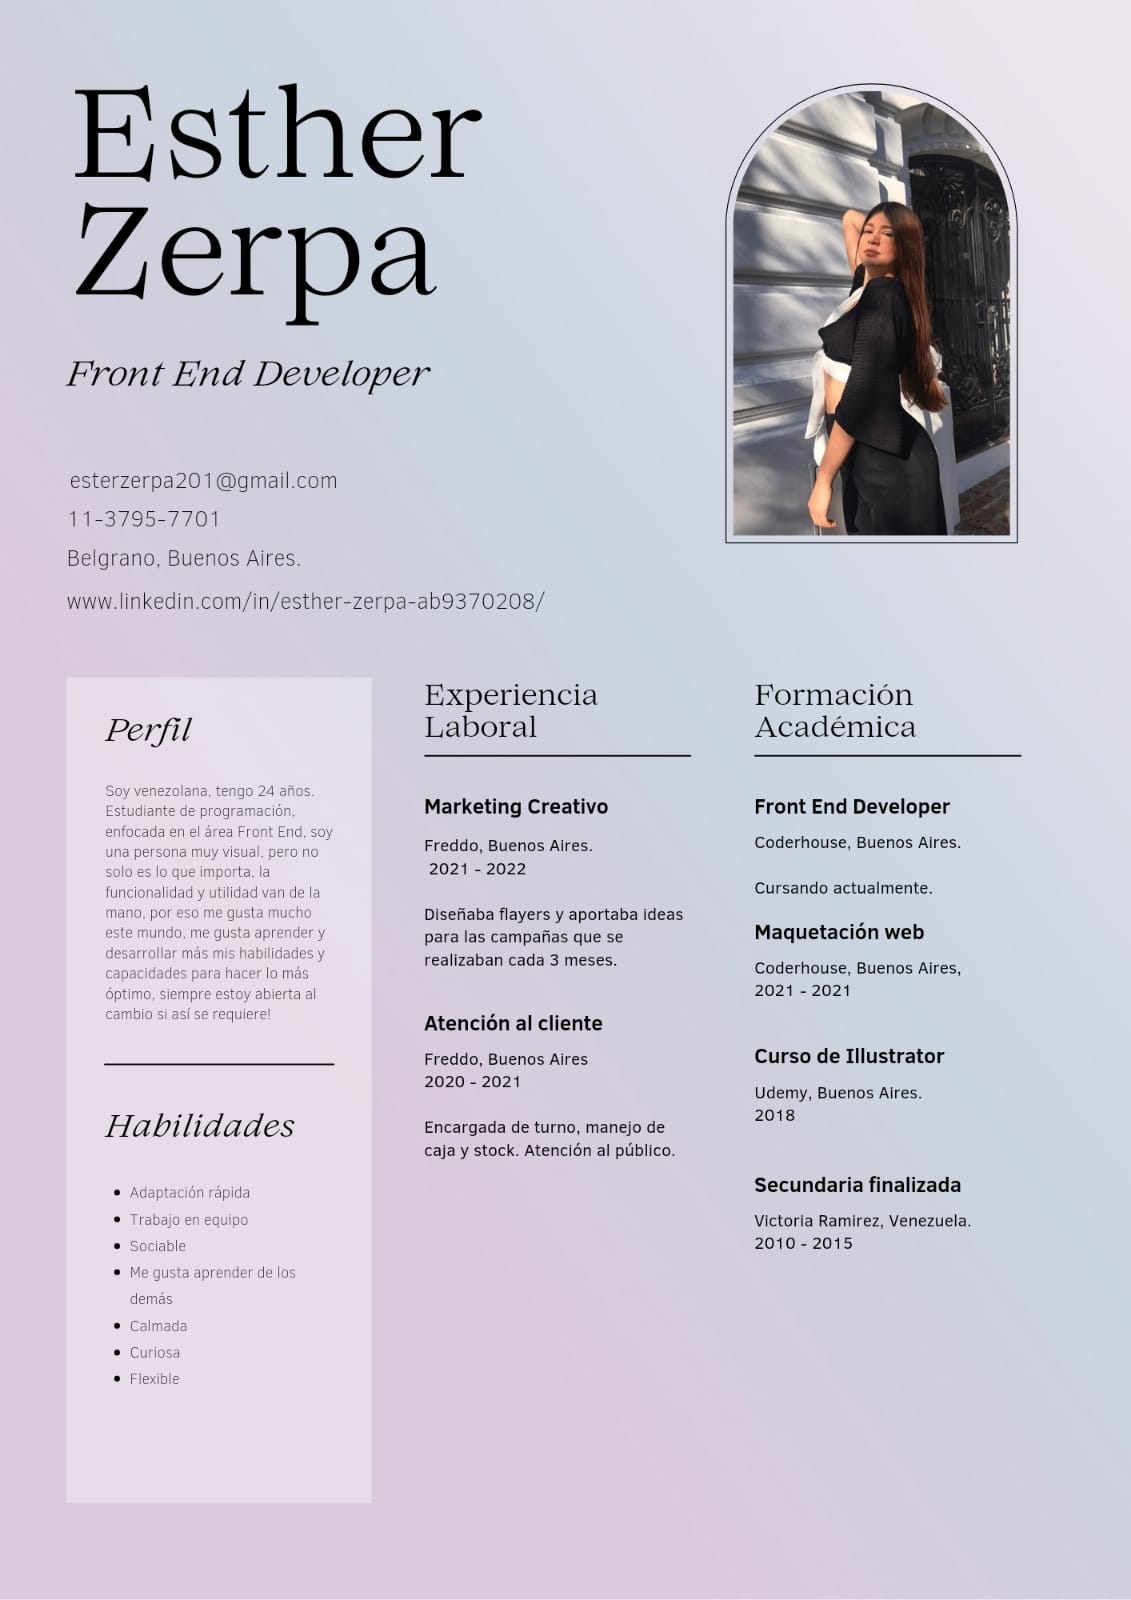 Esther
Zerpa
Front End Developer
esterzerpa201@gmail.com
11-3795-7701
Belgrano, Buenos Aires.
www.linkedin.com/in/esther-zerpa-ab9370208/
Perfil
Soy venezolana, tengo 24 años.
Estudiante de programación,
enfocada en el área Front End, soy
una persona muy visual, pero no
solo es lo que importa, la
funcionalidad y utilidad van de la
mano, por eso me gusta mucho
este mundo, me gusta aprender y
desarrollar más mis habilidades y
capacidades para hacer lo más
óptimo, siempre estoy abierta al
cambio si así se requiere!
Habilidades
Adaptación rápida
Trabajo en equipo
Sociable
Me gusta aprender de los
demás
Calmada
Curiosa
Flexible
Experiencia
Laboral
Marketing Creativo
Freddo, Buenos Aires.
2021 - 2022
Diseñaba flayers y aportaba ideas
para las campañas que se
realizaban cada 3 meses.
Atención al cliente
Freddo, Buenos Aires
2020 - 2021
Encargada de turno, manejo de
caja y stock. Atención al público.
Formación
Académica
Front End Developer
Coderhouse, Buenos Aires.
Cursando actualmente.
Maquetación web
Coderhouse, Buenos Aires,
2021 - 2021
Curso de Illustrator
Udemy, Buenos Aires.
2018
Secundaria finalizada
Victoria Ramirez, Venezuela.
2010 - 2015